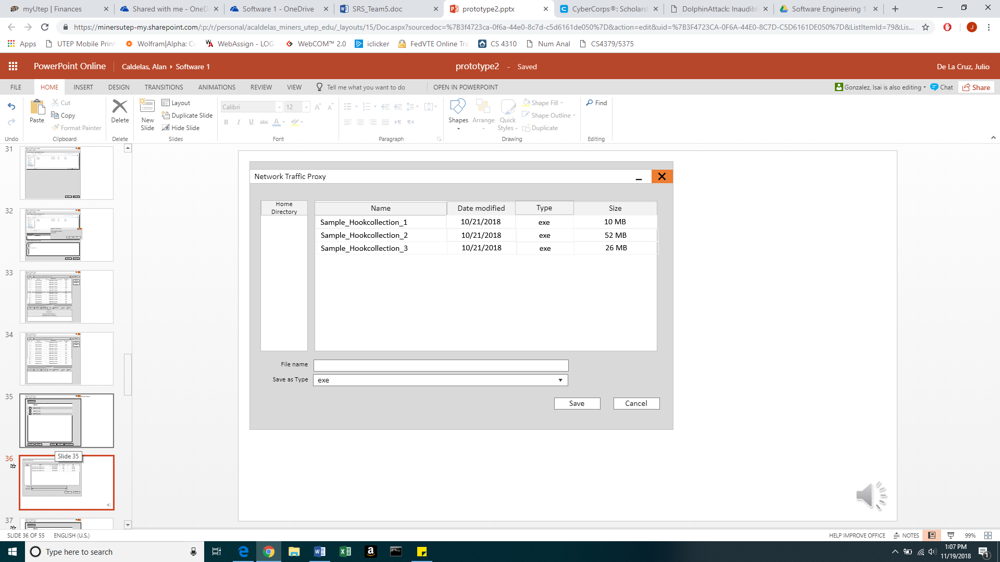 myUtep | Finances
Shared with me - OneD
Software 1 - OneDrive
SRS_Team5.doc
prototype2.pptx
CyberCorps®: Scholarsh
DolphinAttack: Inaudibl
Software Engineering 1
https://minersutep-my.sharepoint.com/:p:/r/personal/acaldelas_miners_utep_edu/_layouts/15/Doc.aspx?sourcedoc=%7B3f4723ca-0f6a-44e0-8c7d-c5d6161de050%7D&action=edit&uid=%7B3F4723CA-0F6A-44E0-8C7D-C5D6161DE050%7D&ListItemId=79&Lis...
J
Apps UTEP Mobile Print Wolfram|Alpha: Co WebAssign - LOG WebCOM™ 2.0 iclicker FedVTE Online Tra CS 4310 Num Anal CS4379/5375
PowerPoint Online Caldelas, Alan Software 1 prototype2 - Saved De La Cruz, Julio
FILE HOME INSERT DESIGN TRANSITIONS ANIMATIONS REVIEW VIEW Tell me what you want to do OPEN IN POWERPOINT Gonzalez, Isai is also editing Chat Share
Cut Layout Calibri 12 Shape Fill Find
Paste Copy Delete New Slide Duplicate Slide Shapes Arrange Quick Styles Shape Outline
Format Painter Hide Slide B I U abc A Duplicate
Undo Clipboard Delete Slides Font Paragraph Drawing Editing
31
32
33
34
35
Slide 35
36
37
Network Traffic Proxy
Home Directory
Name Date modified Type Size
Sample_Hookcollection_1 10/21/2018 exe 10 MB
Sample_Hookcollection_2 10/21/2018 exe 52 MB
Sample_Hookcollection_3 10/21/2018 exe 26 MB
File name
Save as Type exe
Save Cancel
SLIDE 36 OF 55 ENGLISH (U.S.) HELP IMPROVE OFFICE NOTES 99%
Type here to search
1:07 PM
11/19/2018
1